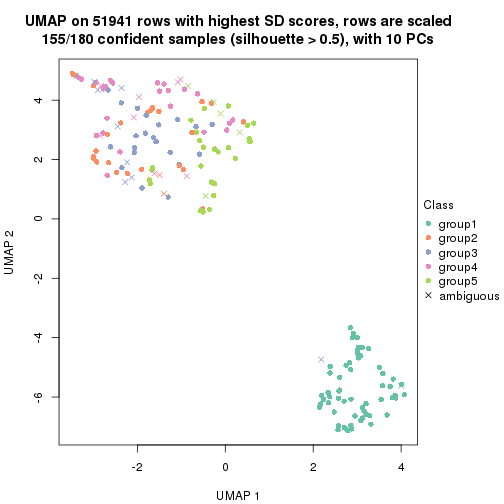 UMAP on 51941 rows with highest SD scores, rows are scaled
155/180 confident samples (silhouette > 0.5), with 10 PCs
4
2
0
-2
-4
-6
UMAP 2
-2
0
2
4
UMAP 1
Class
group1
group2
group3
group4
group5
ambiguous